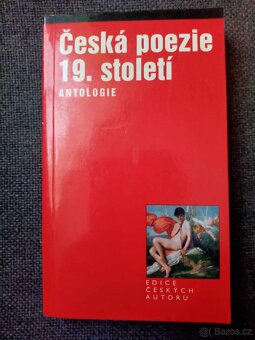 Česká poezie
19. století
ANTOLOGIE
EDICE
ČESKÝCH
AUTORŮ
Bazos.cz